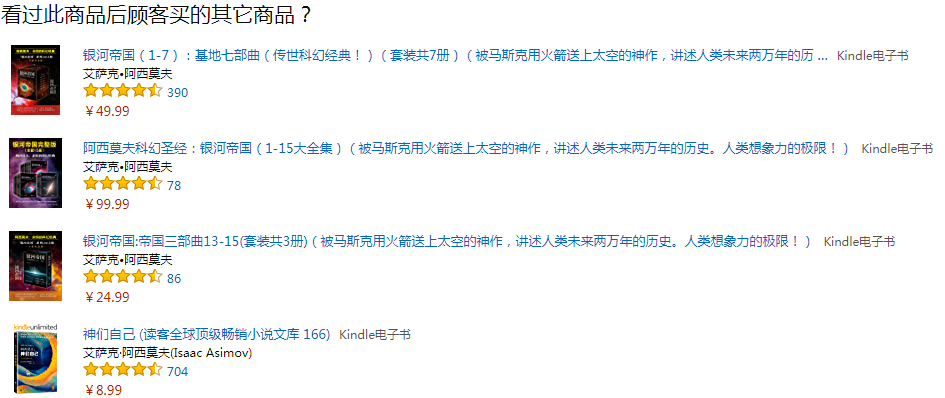 看过此商品后顾客买的其它商品？
银河帝国（1-7）：基地七部曲（传世科幻经典！）（套装共7册）（被马斯克用火箭送上太空的神作，讲述人类未来两万年的历 ... Kindle电子书
艾萨克•阿西莫夫
390
￥49.99
银河帝国完整版
阿西莫夫科幻圣经：银河帝国（1-15大全集）（被马斯克用火箭送上太空的神作，讲述人类未来两万年的历史。人类想象力的极限！） Kindle电子书
艾萨克•阿西莫夫
78
￥99.99
银河帝国:帝国三部曲13-15(套装共3册)（被马斯克用火箭送上太空的神作，讲述人类未来两万年的历史。人类想象力的极限！） Kindle电子书
艾萨克•阿西莫夫
86
￥24.99
kindleunlimited
神们自己
神们自己 (读客全球顶级畅销小说文库 166) Kindle电子书
艾萨克·阿西莫夫(Isaac Asimov)
704
￥8.99